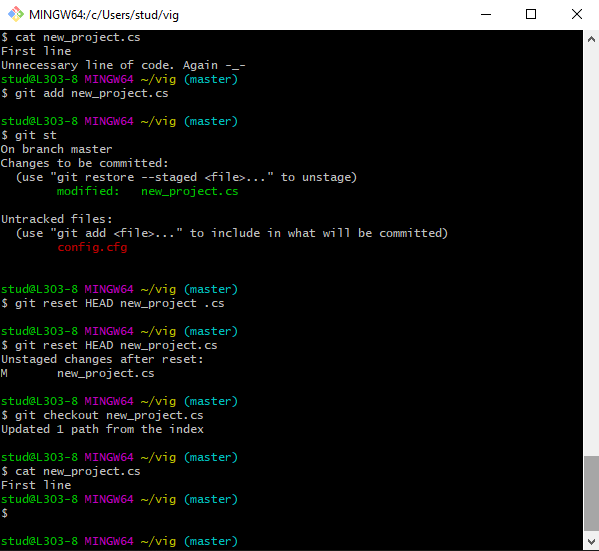 MINGW64:/c/Users/stud/vig
$ cat new_project.cs
First line
Unnecessary line of code. Again -_-
stud@L303-8 MINGW64 ~/vig (master)
$ git add new_project.cs
stud@L303-8 MINGW64 ~/vig (master)
$ git st
On branch master
Changes to be committed:
  (use "git restore --staged <file>..." to unstage)
        modified:   new_project.cs
Untracked files:
  (use "git add <file>..." to include in what will be committed)
        config.cfg
stud@L303-8 MINGW64 ~/vig (master)
$ git reset HEAD new_project .cs
stud@L303-8 MINGW64 ~/vig (master)
$ git reset HEAD new_project.cs
Unstaged changes after reset:
M       new_project.cs
stud@L303-8 MINGW64 ~/vig (master)
$ git checkout new_project.cs
Updated 1 path from the index
stud@L303-8 MINGW64 ~/vig (master)
$ cat new_project.cs
First line
stud@L303-8 MINGW64 ~/vig (master)
$
stud@L303-8 MINGW64 ~/vig (master)